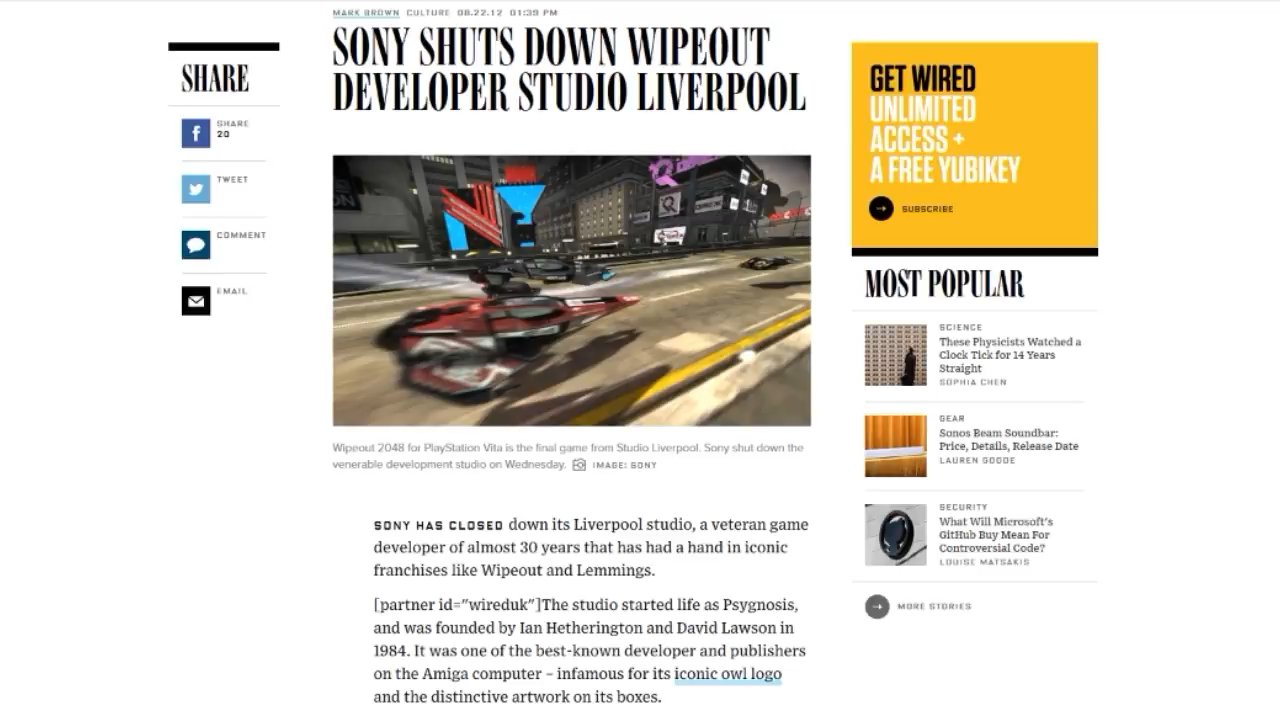 MARK BROWN CULTURE 08.22.12 01:39 PM
SONY SHUTS DOWN WIPEOUT
DEVELOPER STUDIO LIVERPOOL
SHARE
SHARE
20
TWEET
COMMENT
EMAIL
Wipeout 2048 for PlayStation Vita is the final game from Studio Liverpool. Sony shut down the
venerable development studio on Wednesday. IMAGE: SONY
SONY HAS CLOSED down its Liverpool studio, a veteran game
developer of almost 30 years that has had a hand in iconic
franchises like Wipeout and Lemmings.
[partner id="wireduk"]The studio started life as Psygnosis,
and was founded by Ian Hetherington and David Lawson in
1984. It was one of the best-known developer and publishers
on the Amiga computer – infamous for its iconic owl logo
and the distinctive artwork on its boxes.
GET WIRED
UNLIMITED
ACCESS +
A FREE YUBIKEY
SUBSCRIBE
MOST POPULAR
SCIENCE
These Physicists Watched a
Clock Tick for 14 Years
Straight
SOPHIA CHEN
GEAR
Sonos Beam Soundbar:
Price, Details, Release Date
LAUREN GOODE
SECURITY
What Will Microsoft's
GitHub Buy Mean For
Controversial Code?
LOUISE MATSAKIS
MORE STORIES